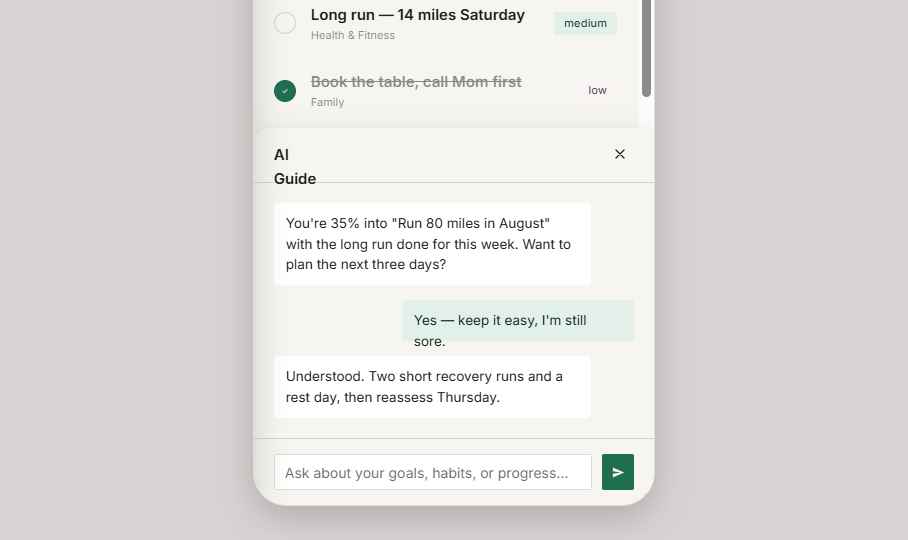 Long run — 14 miles Saturday
medium
Health & Fitness
Book the table, call Mom first
low
Family
AI
Guide
You're 35% into "Run 80 miles in August"
with the long run done for this week. Want to
plan the next three days?
Yes — keep it easy, I'm still
sore.
Understood. Two short recovery runs and a
rest day, then reassess Thursday.
Ask about your goals, habits, or progress...